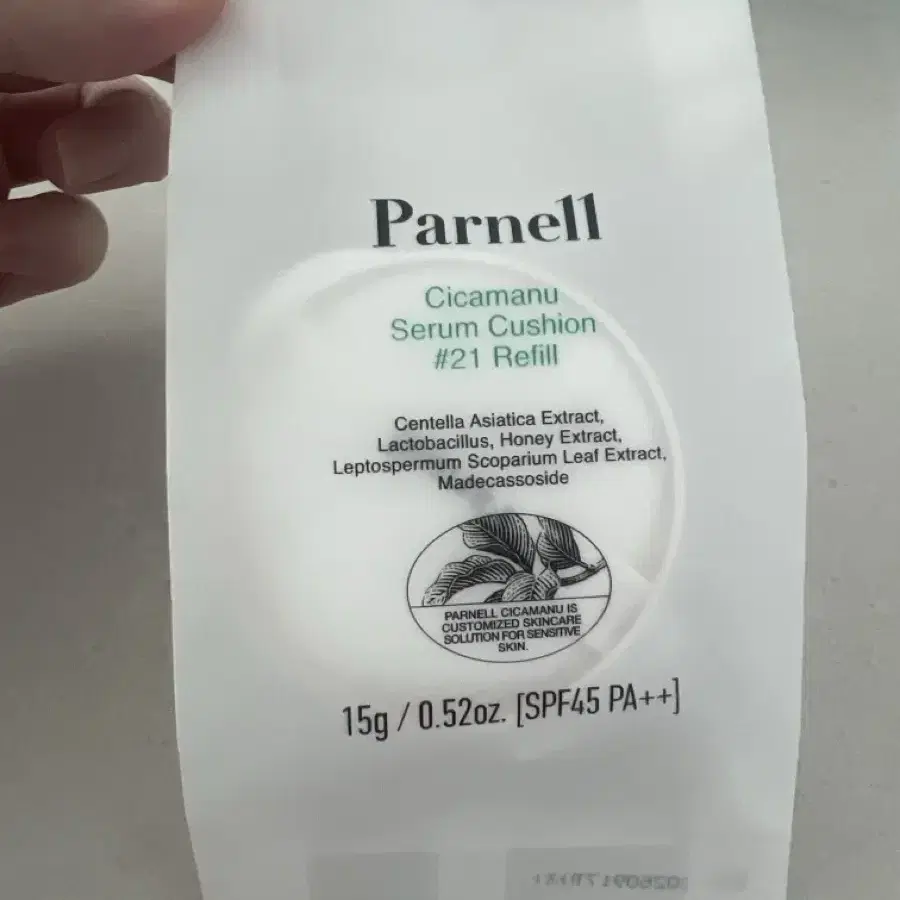 Parnell
Cicamanu
Serum Cushion
#21 Refill
Centella Asiatica Extract,
Lactobacillus, Honey Extract,
Leptospermum Scoparium Leaf Extract,
Madecassoside
PARNELL CICAMANU IS
CUSTOMIZED SKINCARE
SOLUTION FOR SENSITIVE
SKIN.
15g / 0.52oz. [SPF45 PA++]